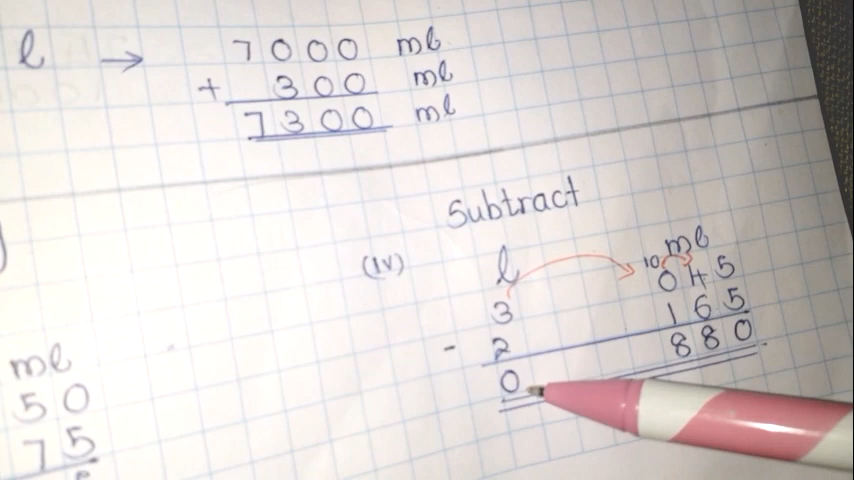 l → 7000 ml
+ 300 ml
7300 ml
Subtract
(iv) l ml
10
3 045
- 2 165
0 880
ml
50
75